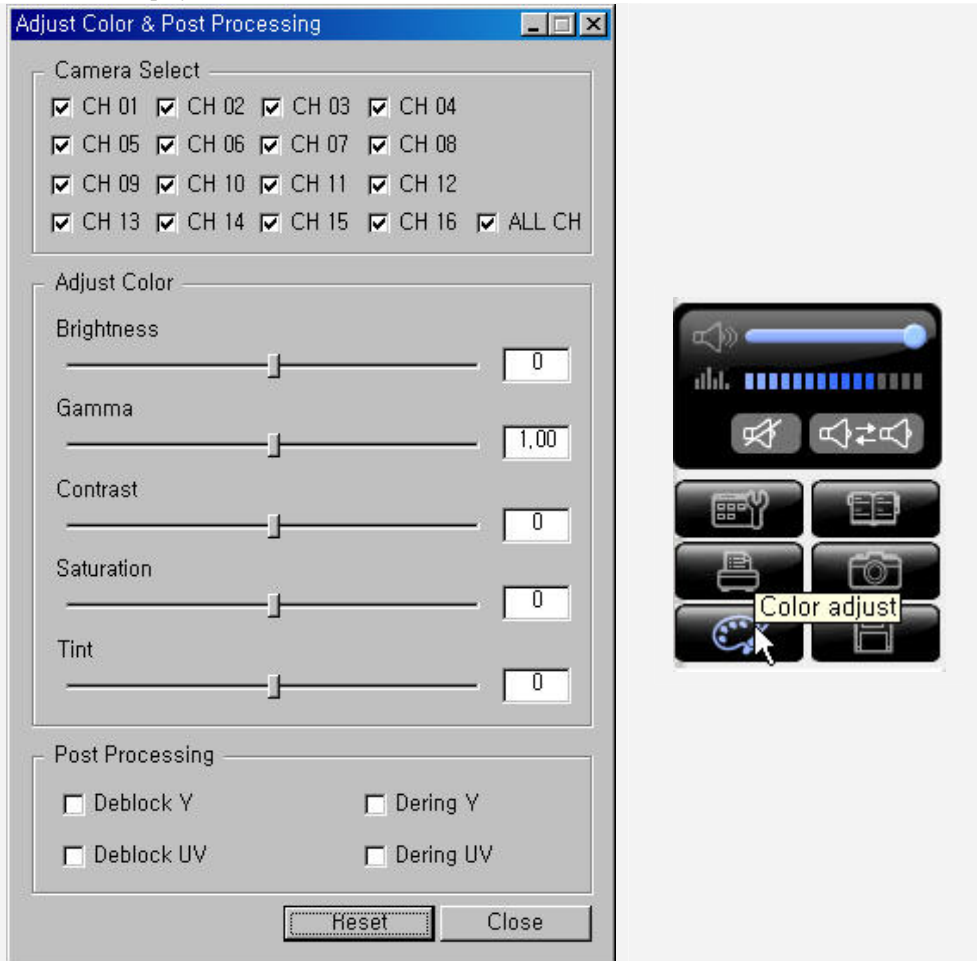 Adjust Color & Post Processing
Camera Select
CH 01 CH 02 CH 03 CH 04
CH 05 CH 06 CH 07 CH 08
CH 09 CH 10 CH 11 CH 12
CH 13 CH 14 CH 15 CH 16 ALL CH
Adjust Color
Brightness
0
Gamma
1,00
Contrast
0
Saturation
0
Tint
0
Post Processing
Deblock Y Dering Y
Deblock UV Dering UV
Reset Close
Color adjust